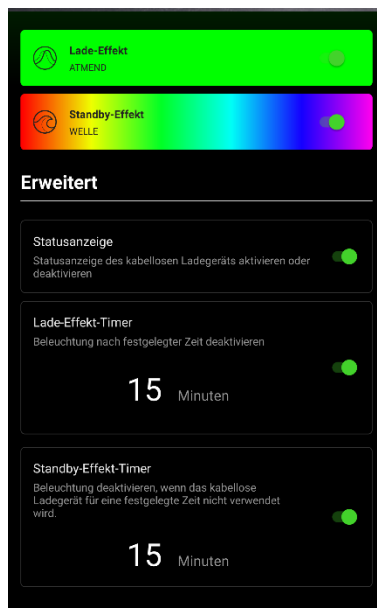 Lade-Effekt
ATMEND
Standby-Effekt
WELLE
Erweitert
Statusanzeige
Statusanzeige des kabellosen Ladegeräts aktivieren oder
deaktivieren
Lade-Effekt-Timer
Beleuchtung nach festgelegter Zeit deaktivieren
15 Minuten
Standby-Effekt-Timer
Beleuchtung deaktivieren, wenn das kabellose
Ladegerät für eine festgelegte Zeit nicht verwendet
wird.
15 Minuten